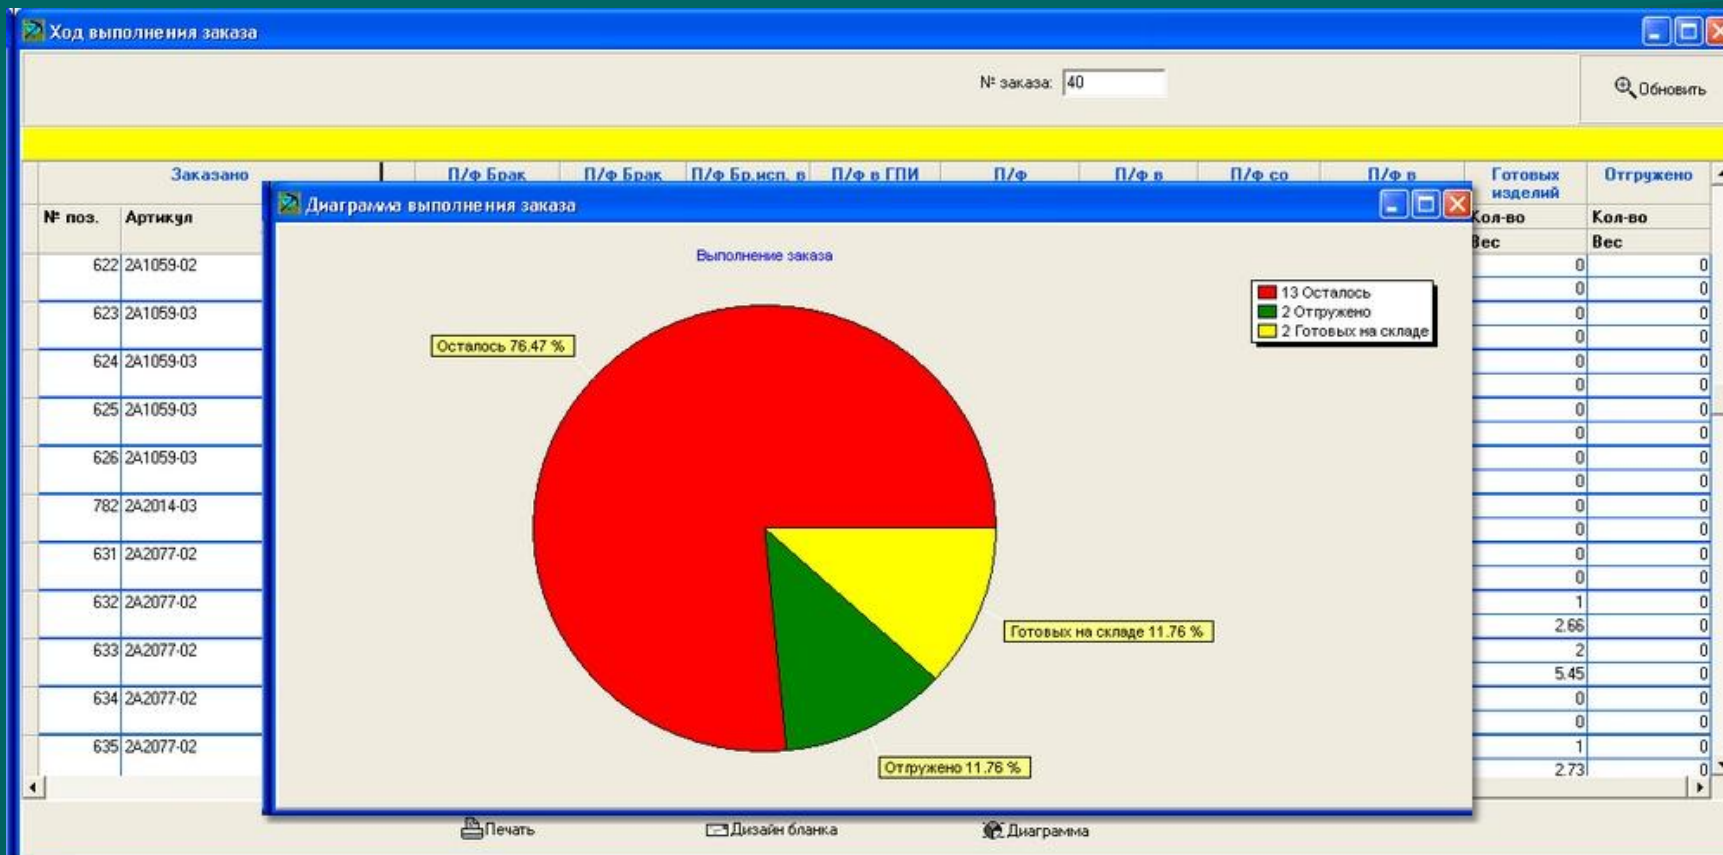 Ход выполнения заказа
№ заказа: 40
Обновить
Заказано П/ф Брак П/ф Брак П/ф Бр.исп. в П/ф в ГПИ П/ф П/ф в П/ф со П/ф в Готовых изделий Отгружено
№ поз. Артикул Кол-во Кол-во
Вес Вес
622 2А1059-02 0 0
0 0
623 2А1059-03 0 0
0 0
624 2А1059-03 0 0
0 0
625 2А1059-03 0 0
0 0
626 2А1059-03 0 0
0 0
782 2А2014-03 0 0
0 0
631 2А2077-02 0 0
0 0
632 2А2077-02 1 0
2.66 0
633 2А2077-02 2 0
5.45 0
634 2А2077-02 0 0
0 0
635 2А2077-02 1 0
2.73 0
Диаграмма выполнения заказа
Выполнение заказа
13 Осталось
2 Отгружено
2 Готовых на складе
Осталось 76.47 %
Готовых на складе 11.76 %
Отгружено 11.76 %
Печать Дизайн бланка Диаграмма